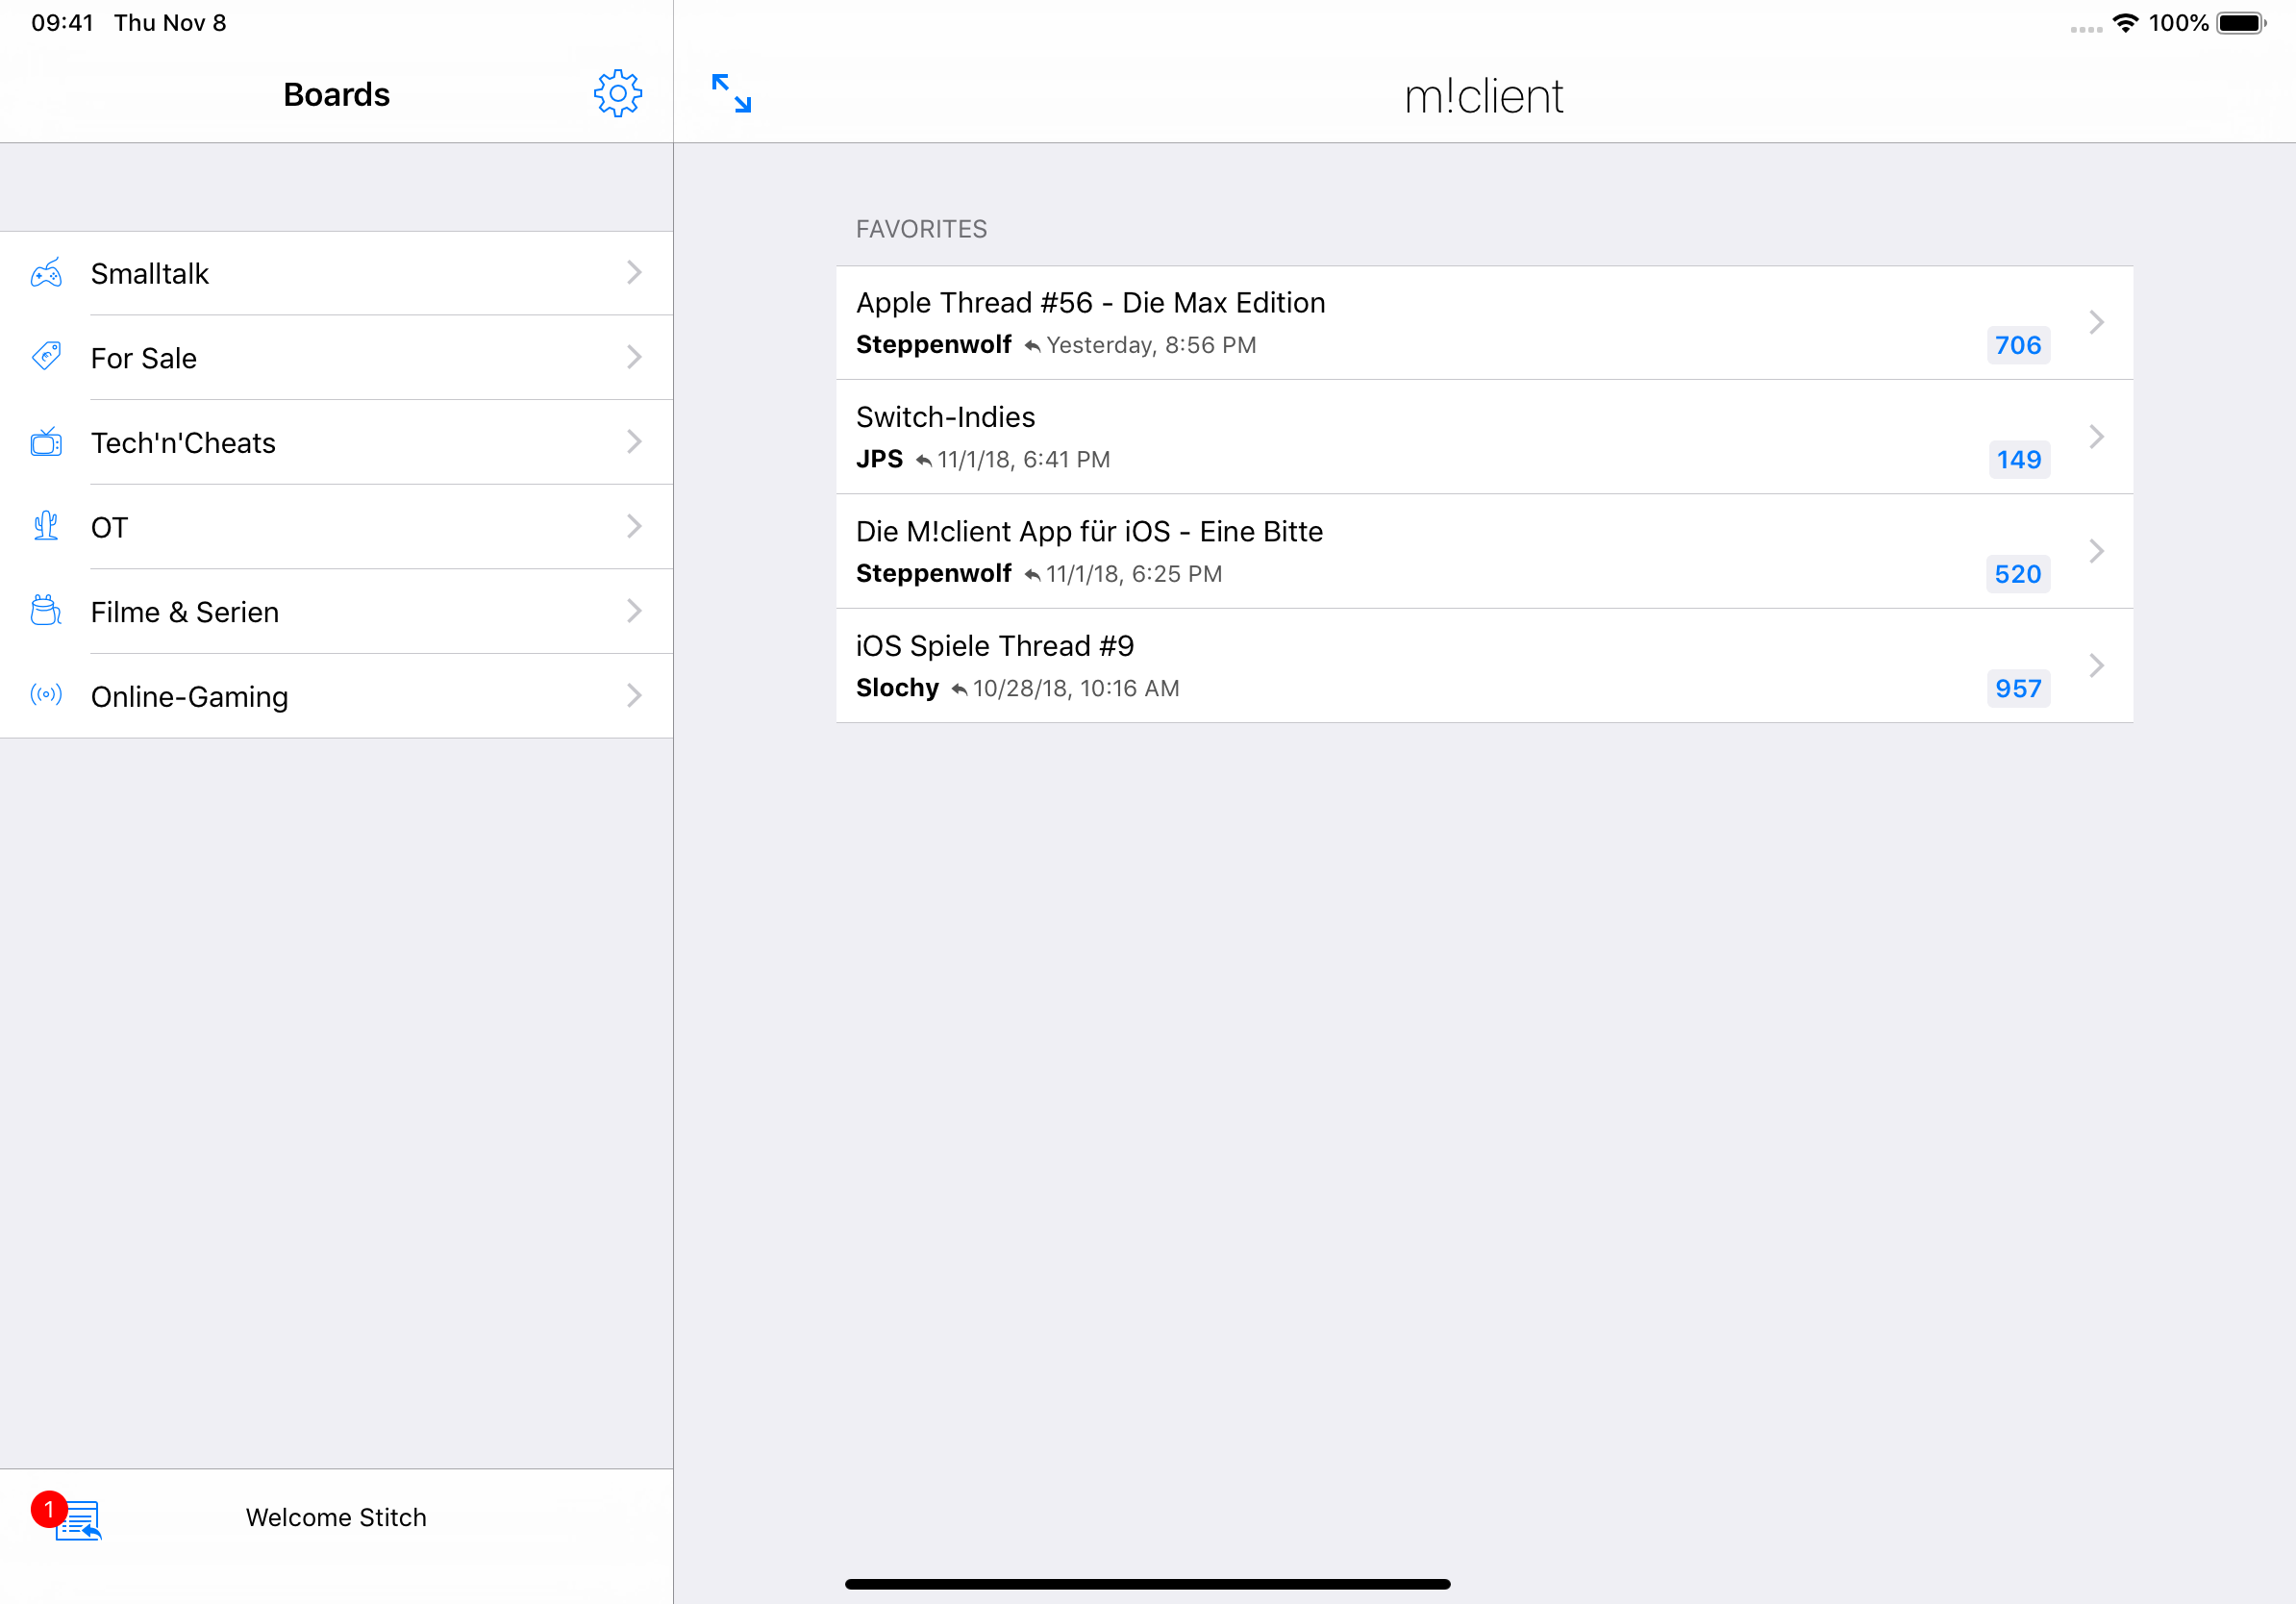 09:41 Thu Nov 8
100%
Boards
m!client
Smalltalk
For Sale
Tech'n'Cheats
OT
Filme & Serien
Online-Gaming
1
Welcome Stitch
FAVORITES
Apple Thread #56 - Die Max Edition
Steppenwolf Yesterday, 8:56 PM
706
Switch-Indies
JPS 11/1/18, 6:41 PM
149
Die M!client App für iOS - Eine Bitte
Steppenwolf 11/1/18, 6:25 PM
520
iOS Spiele Thread #9
Slochy 10/28/18, 10:16 AM
957